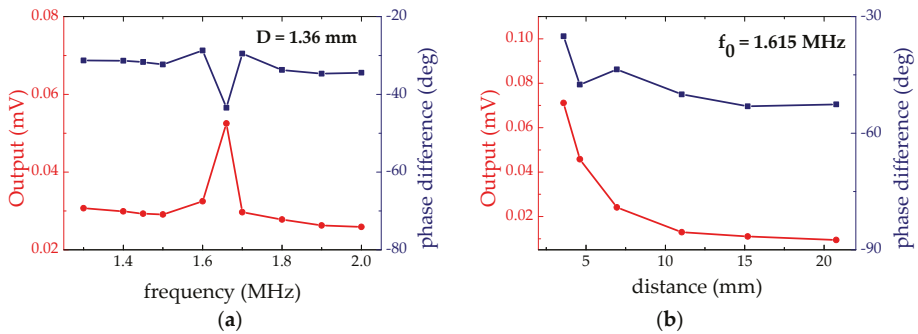 0.08
0.06
0.04
0.02
Output (mV)
D = 1.36 mm
-20
-40
-60
-80
phase difference (deg)
1.4 1.6 1.8 2.0
frequency (MHz)
(a)
0.10
0.08
0.06
0.04
0.02
Output (mV)
f0 = 1.615 MHz
-30
-60
-90
phase difference (deg)
5 10 15 20
distance (mm)
(b)